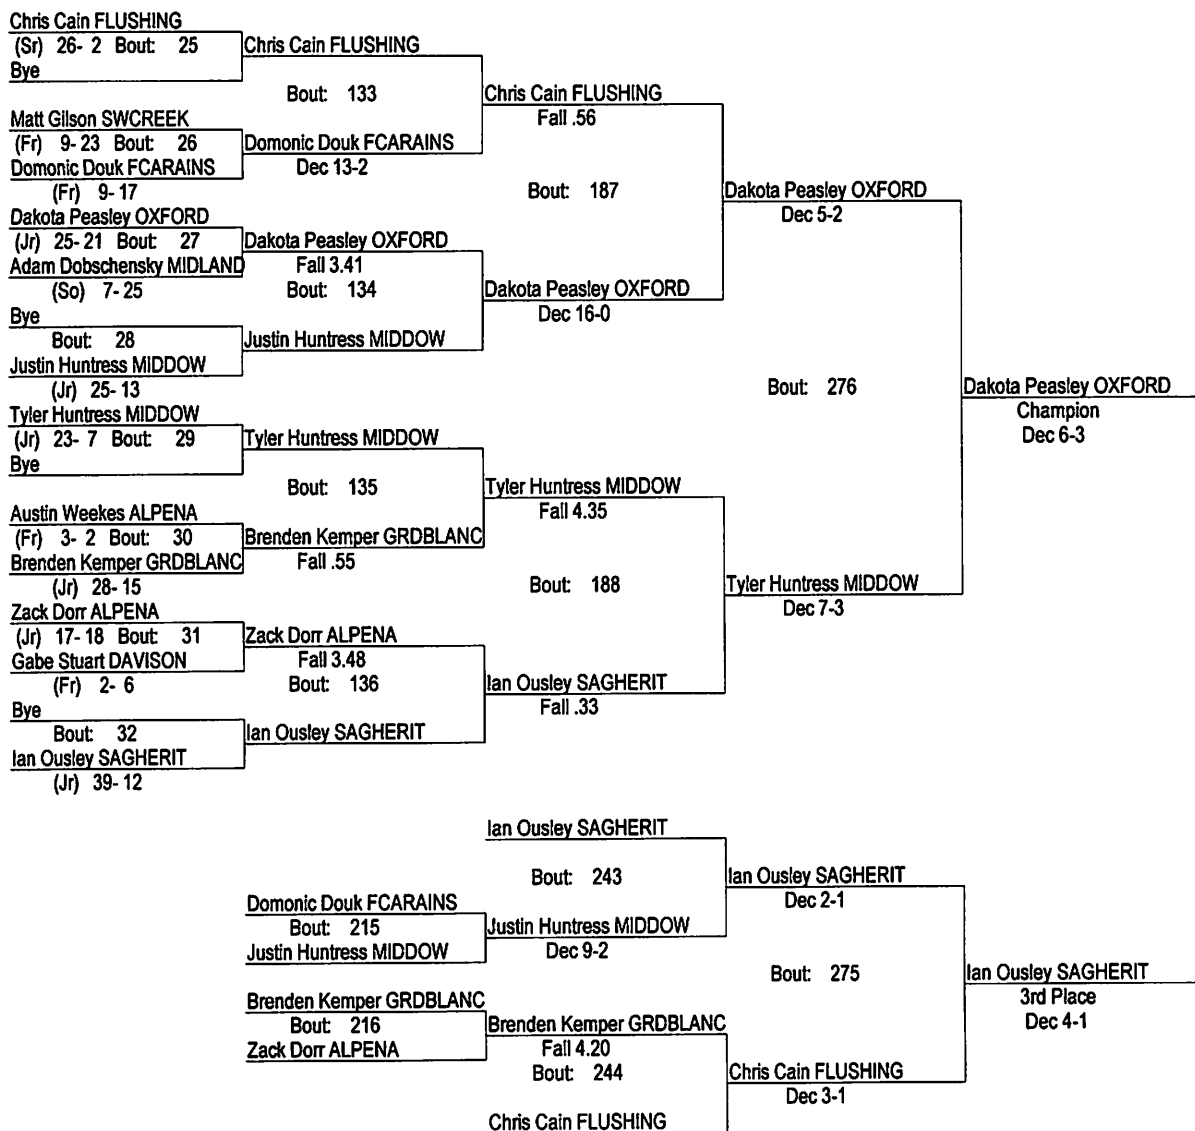 Chris Cain FLUSHING
(Sr) 26- 2 Bout: 25
Bye
Matt Gilson SWCREEK
(Fr) 9- 23 Bout: 26
Domonic Douk FCARAINS
(Fr) 9- 17
Dakota Peasley OXFORD
(Jr) 25- 21 Bout: 27
Adam Dobschensky MIDLAND
(So) 7- 25
Bye
Bout: 28
Justin Huntress MIDDOW
(Jr) 25- 13
Tyler Huntress MIDDOW
(Jr) 23- 7 Bout: 29
Bye
Austin Weekes ALPENA
(Fr) 3- 2 Bout: 30
Brenden Kemper GRDBLANC
(Jr) 28- 15
Zack Dorr ALPENA
(Jr) 17- 18 Bout: 31
Gabe Stuart DAVISON
(Fr) 2- 6
Bye
Bout: 32
Ian Ousley SAGHERIT
(Jr) 39- 12
Chris Cain FLUSHING
Bout: 133
Domonic Douk FCARAINS
Dec 13-2
Dakota Peasley OXFORD
Fall 3.41
Bout: 134
Justin Huntress MIDDOW
Tyler Huntress MIDDOW
Bout: 135
Brenden Kemper GRDBLANC
Fall .55
Zack Dorr ALPENA
Fall 3.48
Bout: 136
Ian Ousley SAGHERIT
Chris Cain FLUSHING
Fall .56
Bout: 187
Dakota Peasley OXFORD
Dec 16-0
Tyler Huntress MIDDOW
Fall 4.35
Bout: 188
Ian Ousley SAGHERIT
Fall .33
Dakota Peasley OXFORD
Dec 5-2
Bout: 276
Tyler Huntress MIDDOW
Dec 7-3
Dakota Peasley OXFORD
Champion
Dec 6-3
Domonic Douk FCARAINS
Bout: 215
Justin Huntress MIDDOW
Brenden Kemper GRDBLANC
Bout: 216
Zack Dorr ALPENA
Ian Ousley SAGHERIT
Bout: 243
Justin Huntress MIDDOW
Dec 9-2
Brenden Kemper GRDBLANC
Fall 4.20
Bout: 244
Chris Cain FLUSHING
Ian Ousley SAGHERIT
Dec 2-1
Bout: 275
Chris Cain FLUSHING
Dec 3-1
Ian Ousley SAGHERIT
3rd Place
Dec 4-1